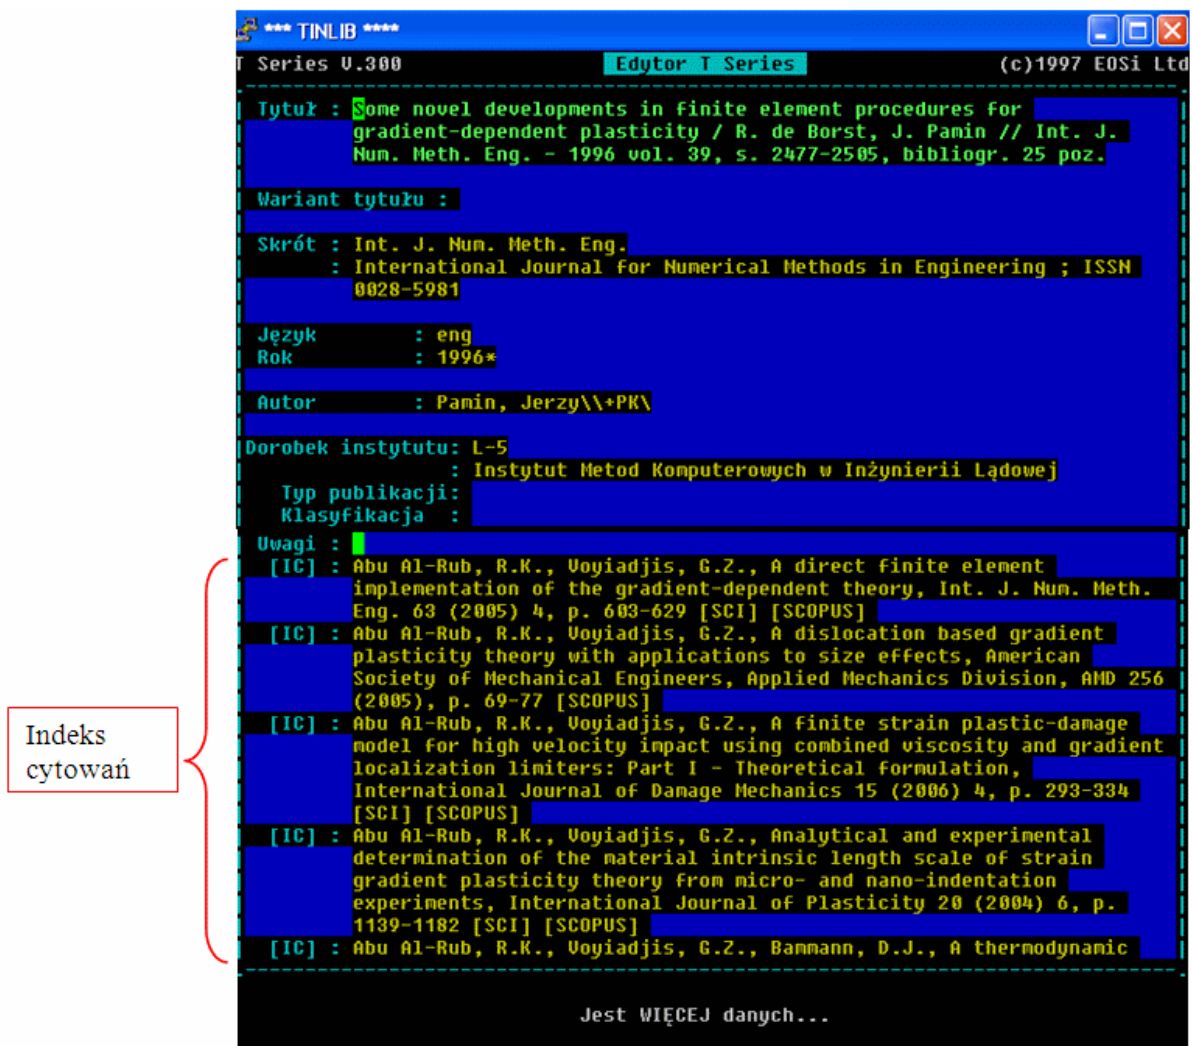 *** TINLIB ****
T Series V.300 Edytor T Series (c)1997 EOSi Ltd
Tytuł : Some novel developments in finite element procedures for
gradient-dependent plasticity / R. de Borst, J. Pamin // Int. J.
Num. Meth. Eng. - 1996 vol. 39, s. 2477-2505, bibliogr. 25 poz.
Wariant tytułu :
Skrót : Int. J. Num. Meth. Eng.
: International Journal for Numerical Methods in Engineering ; ISSN
0028-5981
Język : eng
Rok : 1996*
Autor : Pamin, Jerzy\\+PK\
Dorobek instytutu: L-5
: Instytut Metod Komputerowych w Inżynierii Lądowej
Typ publikacji:
Klasyfikacja :
Uwagi :
[IC] : Abu Al-Rub, R.K., Voyiadjis, G.Z., A direct finite element
implementation of the gradient-dependent theory, Int. J. Num. Meth.
Eng. 63 (2005) 4, p. 603-629 [SCI] [SCOPUS]
[IC] : Abu Al-Rub, R.K., Voyiadjis, G.Z., A dislocation based gradient
plasticity theory with applications to size effects, American
Society of Mechanical Engineers, Applied Mechanics Division, AMD 256
(2005), p. 69-77 [SCOPUS]
[IC] : Abu Al-Rub, R.K., Voyiadjis, G.Z., A finite strain plastic-damage
model for high velocity impact using combined viscosity and gradient
localization limiters: Part I - Theoretical formulation,
International Journal of Damage Mechanics 15 (2006) 4, p. 293-334
[SCI] [SCOPUS]
[IC] : Abu Al-Rub, R.K., Voyiadjis, G.Z., Analytical and experimental
determination of the material intrinsic length scale of strain
gradient plasticity theory from micro- and nano-indentation
experiments, International Journal of Plasticity 20 (2004) 6, p.
1139-1182 [SCI] [SCOPUS]
[IC] : Abu Al-Rub, R.K., Voyiadjis, G.Z., Bammann, D.J., A thermodynamic
Jest WIĘCEJ danych...
Indeks
cytowań